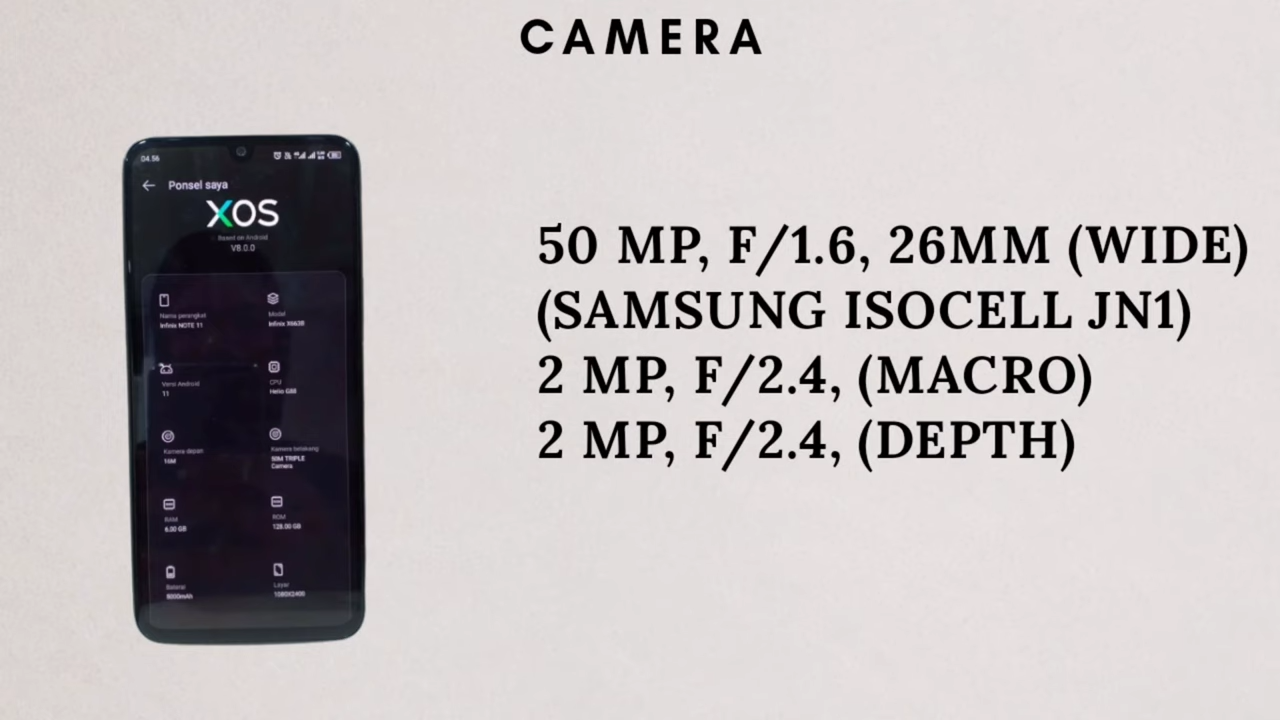 CAMERA
04.56
Ponsel saya
XOS
Based on Android
V8.0.0
Nama perangkat
Infinix NOTE 11
Model
Infinix X663B
Versi Android
11
CPU
Helio G88
Kamera depan
16M
Kamera belakang
50M TRIPLE
Camera
RAM
6.00 GB
ROM
128.00 GB
Baterai
5000mAh
Layar
1080X2400
50 MP, F/1.6, 26MM (WIDE)
(SAMSUNG ISOCELL JN1)
2 MP, F/2.4, (MACRO)
2 MP, F/2.4, (DEPTH)